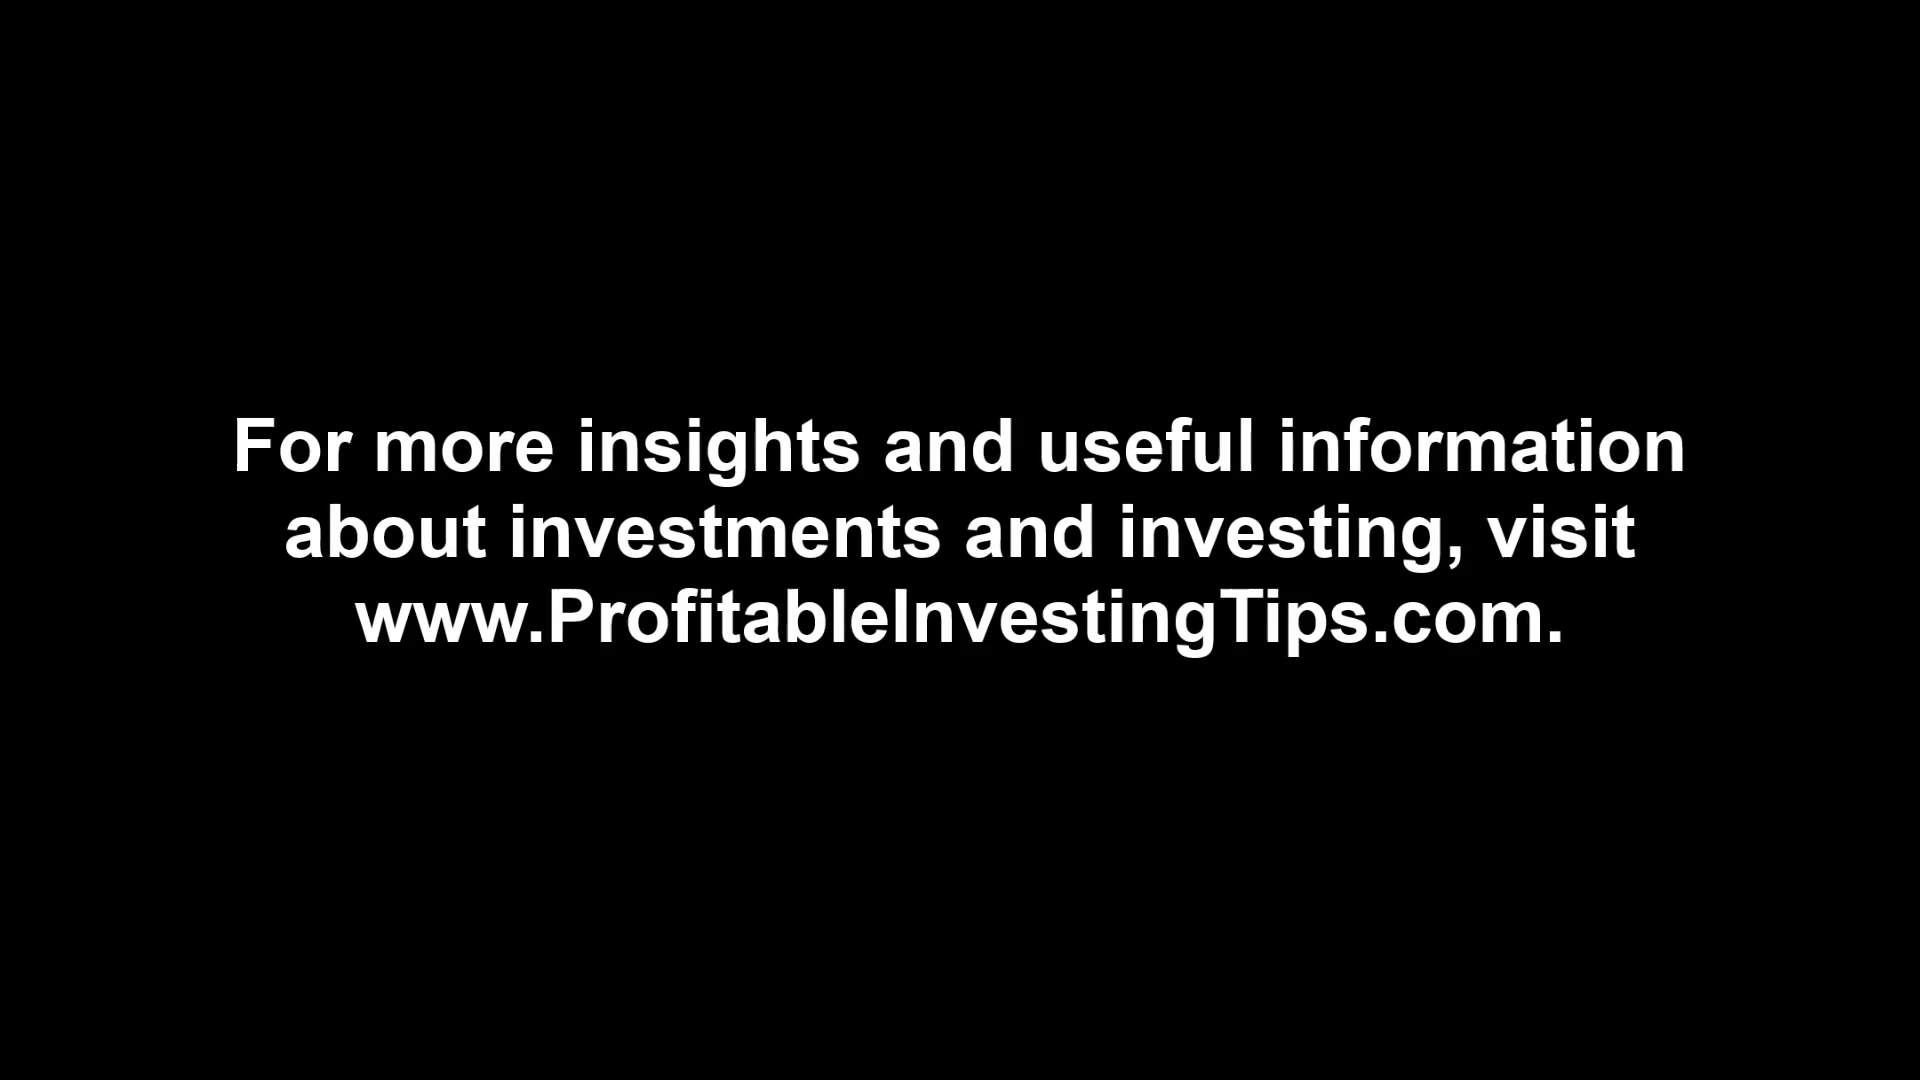 For more insights and useful information
about investments and investing, visit
www.ProfitableInvestingTips.com.